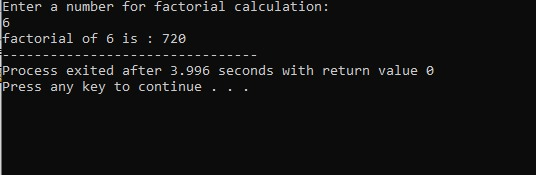 Enter a number for factorial calculation:
6
factorial of 6 is : 720
--------------------------------
Process exited after 3.996 seconds with return value 0
Press any key to continue . . .